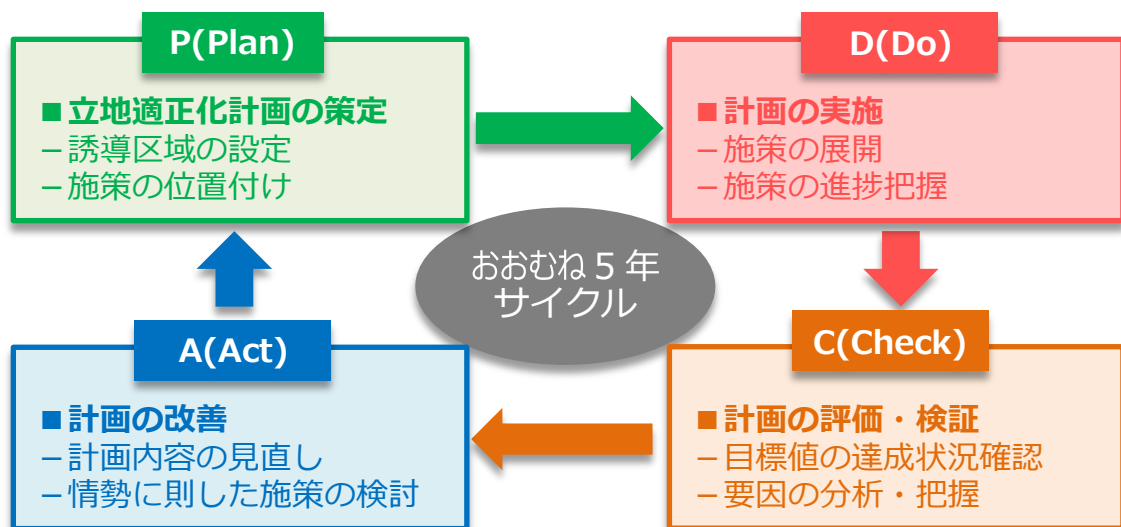 P(Plan)
■立地適正化計画の策定
－誘導区域の設定
－施策の位置付け
D(Do)
■計画の実施
－施策の展開
－施策の進捗把握
おおむね5年
サイクル
A(Act)
■計画の改善
－計画内容の見直し
－情勢に則した施策の検討
C(Check)
■計画の評価・検証
－目標値の達成状況確認
－要因の分析・把握